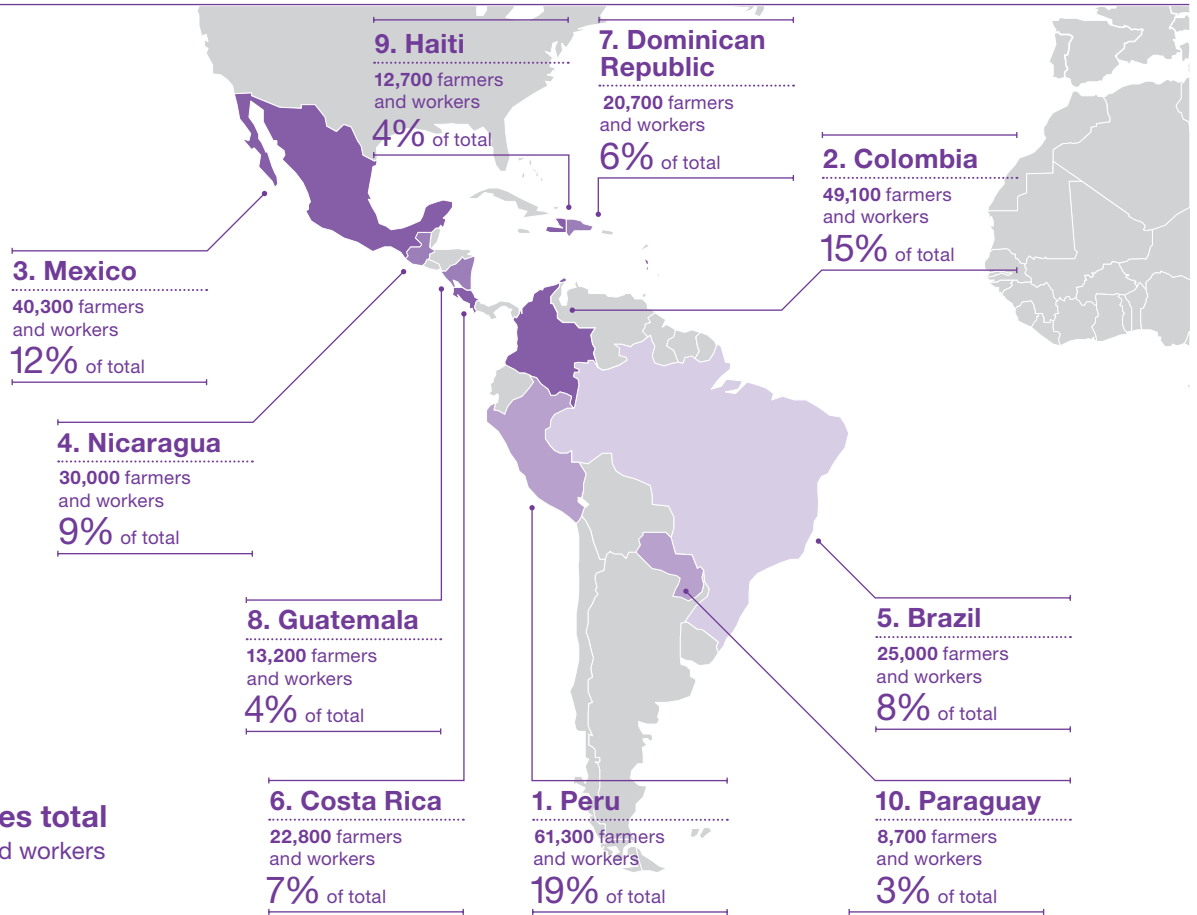 9. Haiti
12,700 farmers
and workers
4% of total
7. Dominican
Republic
20,700 farmers
and workers
6% of total
2. Colombia
49,100 farmers
and workers
15% of total
3. Mexico
40,300 farmers
and workers
12% of total
4. Nicaragua
30,000 farmers
and workers
9% of total
8. Guatemala
13,200 farmers
and workers
4% of total
5. Brazil
25,000 farmers
and workers
8% of total
6. Costa Rica
22,800 farmers
and workers
7% of total
1. Peru
61,300 farmers
and workers
19% of total
10. Paraguay
8,700 farmers
and workers
3% of total
total
workers